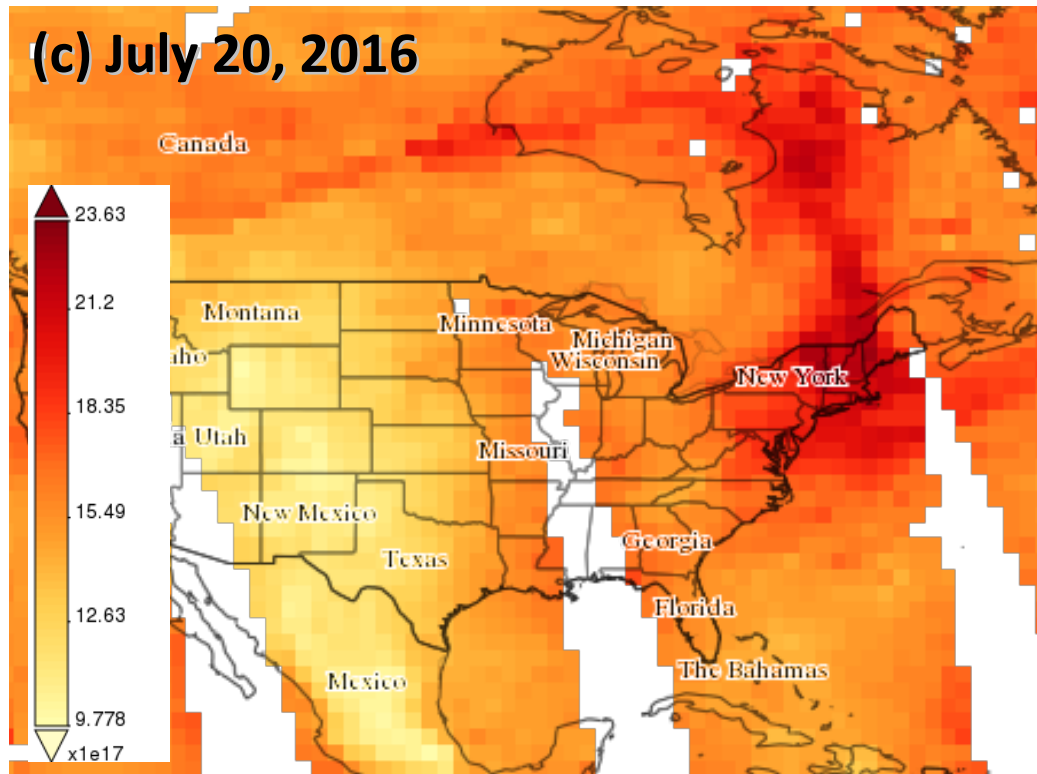 (c) July 20, 2016
Canada
23.63
21.2
18.35
15.49
12.63
9.778
x1e17
Montana
Minnesota
Michigan
Wisconsin
aho
New York
a Utah
Missouri
New Mexico
Georgia
Texas
Florida
The Bahamas
Mexico